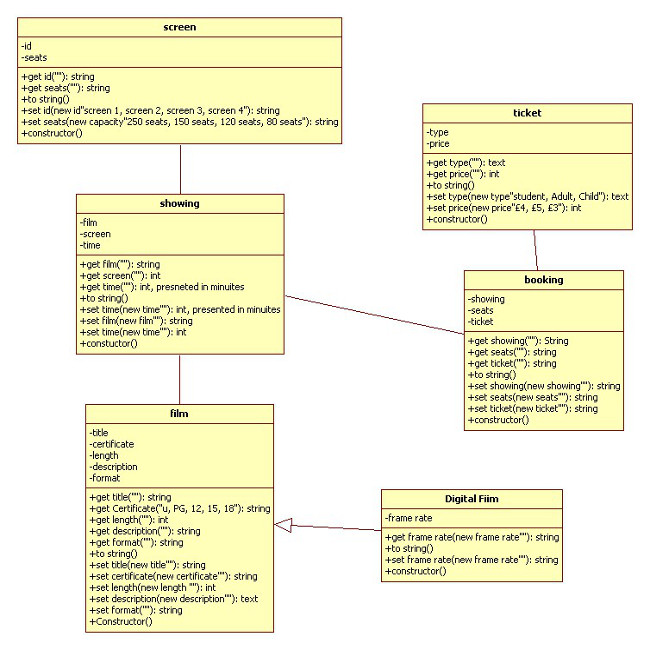 screen
-id
-seats
+get id(""): string
+get seats(""): string
+to string()
+set id(new id"screen 1, screen 2, screen 3, screen 4"): string
+set seats(new capacity"250 seats, 150 seats, 120 seats, 80 seats"): string
+constructor()
ticket
-type
-price
+get type(""): text
+get price(""): int
+to string()
+set type(new type"student, Adult, Child"): text
+set price(new price"£4, £5, £3"): int
+constructor()
showing
-film
-screen
-time
+get film(""): string
+get screen(""): int
+get time(""): int, presneted in minuites
+to string()
+set time(new time""): int, presented in minuites
+set film(new film""): string
+set time(new time""): int
+constuctor()
booking
-showing
-seats
-ticket
+get showing(""): String
+get seats(""): string
+get ticket(""): string
+to string()
+set showing(new showing""): string
+set seats(new seats""): string
+set ticket(new ticket""): string
+constructor()
film
-title
-certificate
-length
-description
-format
+get title(""): string
+get Certificate("u, PG, 12, 15, 18"): string
+get length(""): int
+get description(""): string
+get format(""): string
+to string()
+set title(new title""): string
+set certificate(new certificate""): string
+set length(new length ""): int
+set description(new description""): text
+set format(""): string
+Constructor()
Digital Fiim
-frame rate
+get frame rate(new frame rate""): string
+to string()
+set frame rate(new frame rate""): string
+constructor()